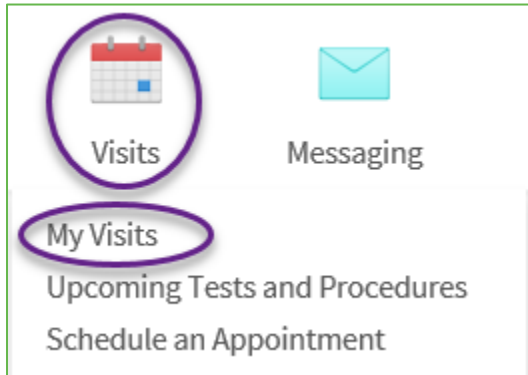 Visits Messaging
My Visits
Upcoming Tests and Procedures
Schedule an Appointment